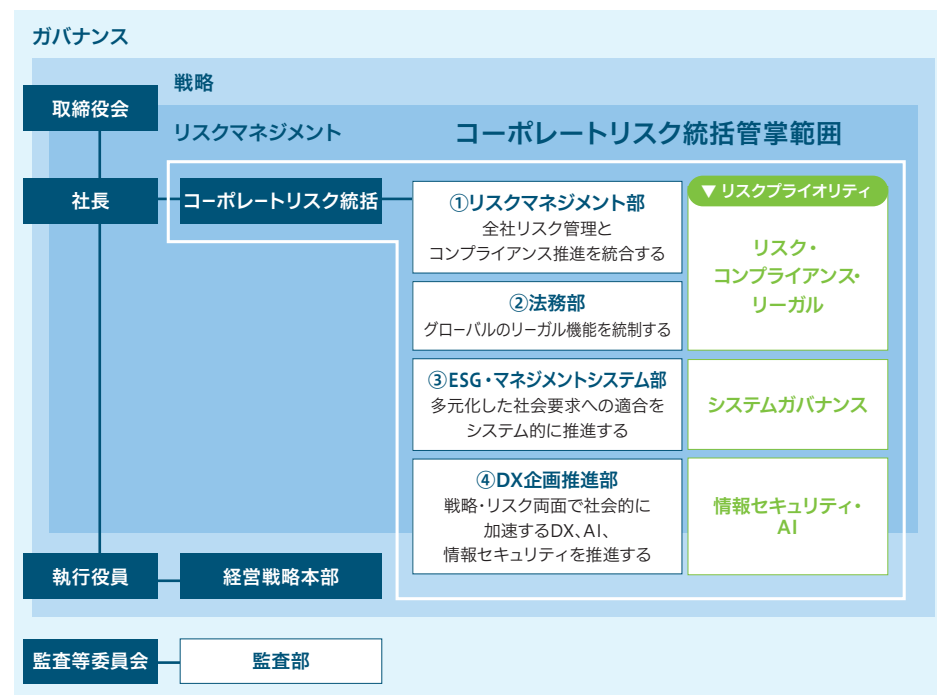 ガバナンス
戦略
取締役会
リスクマネジメント
コーポレートリスク統括管掌範囲
社長
コーポレートリスク統括
①リスクマネジメント部
全社リスク管理と
コンプライアンス推進を統合する
▼ リスクプライオリティ
リスク・
コンプライアンス・
リーガル
②法務部
グローバルのリーガル機能を統制する
③ESG・マネジメントシステム部
多元化した社会要求への適合を
システム的に推進する
システムガバナンス
④DX企画推進部
戦略・リスク両面で社会的に
加速するDX、AI、
情報セキュリティを推進する
情報セキュリティ・
AI
執行役員
経営戦略本部
監査等委員会
監査部